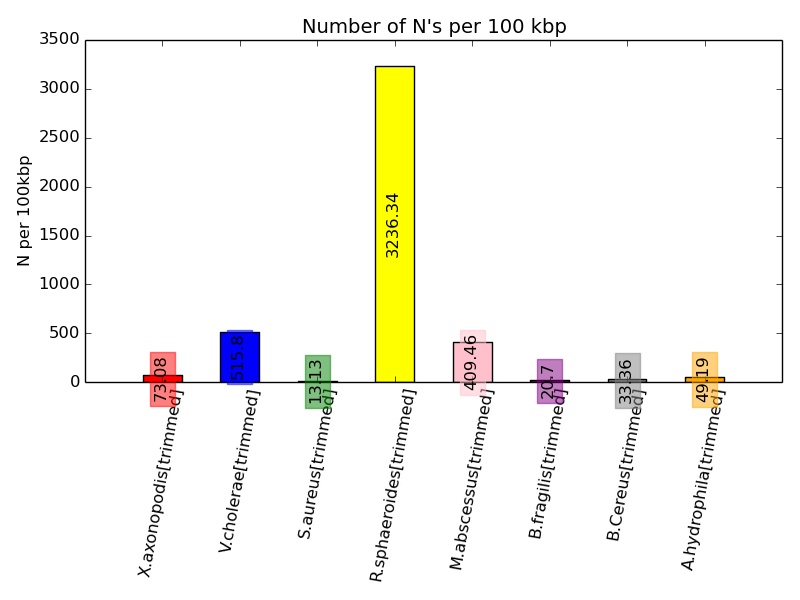 Number of N's per 100 kbp
N per 100kbp
3500
3000
2500
2000
1500
1000
500
0
73.08
515.8
13.13
3236.34
409.46
20.7
33.36
49.19
X.axonopodis[trimmed]
V.cholerae[trimmed]
S.aureus[trimmed]
R.sphaeroides[trimmed]
M.abscessus[trimmed]
B.fragilis[trimmed]
B.Cereus[trimmed]
A.hydrophila[trimmed]